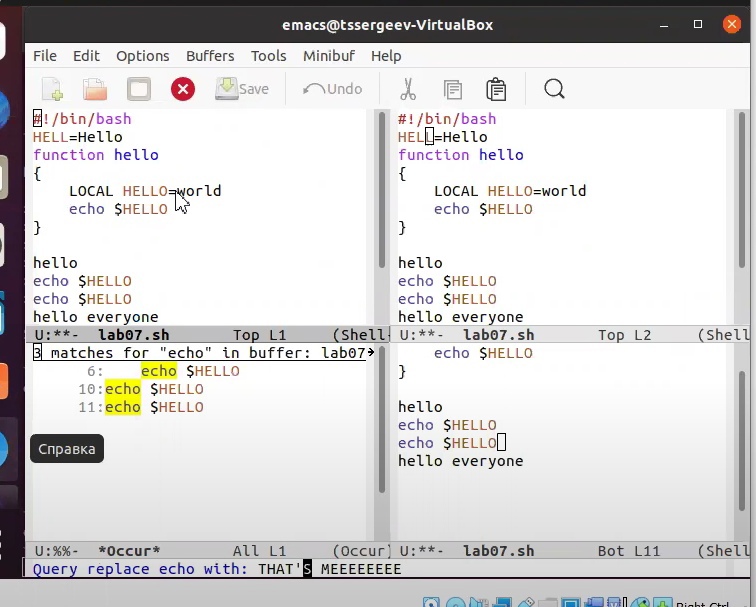 emacs@tssergeev-VirtualBox
File Edit Options Buffers Tools Minibuf Help
Save Undo
#!/bin/bash
HELL=Hello
function hello
{
    LOCAL HELLO=world
    echo $HELLO
}
hello
echo $HELLO
echo $HELLO
hello everyone
U:**- lab07.sh Top L1 (Shell
#!/bin/bash
HELL=Hello
function hello
{
    LOCAL HELLO=world
    echo $HELLO
}
hello
echo $HELLO
echo $HELLO
hello everyone
U:**- lab07.sh Top L2 (Shell
3 matches for "echo" in buffer: lab07
6:    echo $HELLO
10:echo $HELLO
11:echo $HELLO
Справка
U:%%- *Occur* All L1 (Occur)
    echo $HELLO
}
hello
echo $HELLO
echo $HELLO
hello everyone
U:**- lab07.sh Bot L11 (Shell
Query replace echo with: THAT'S MEEEEEEEE
Right Ctrl